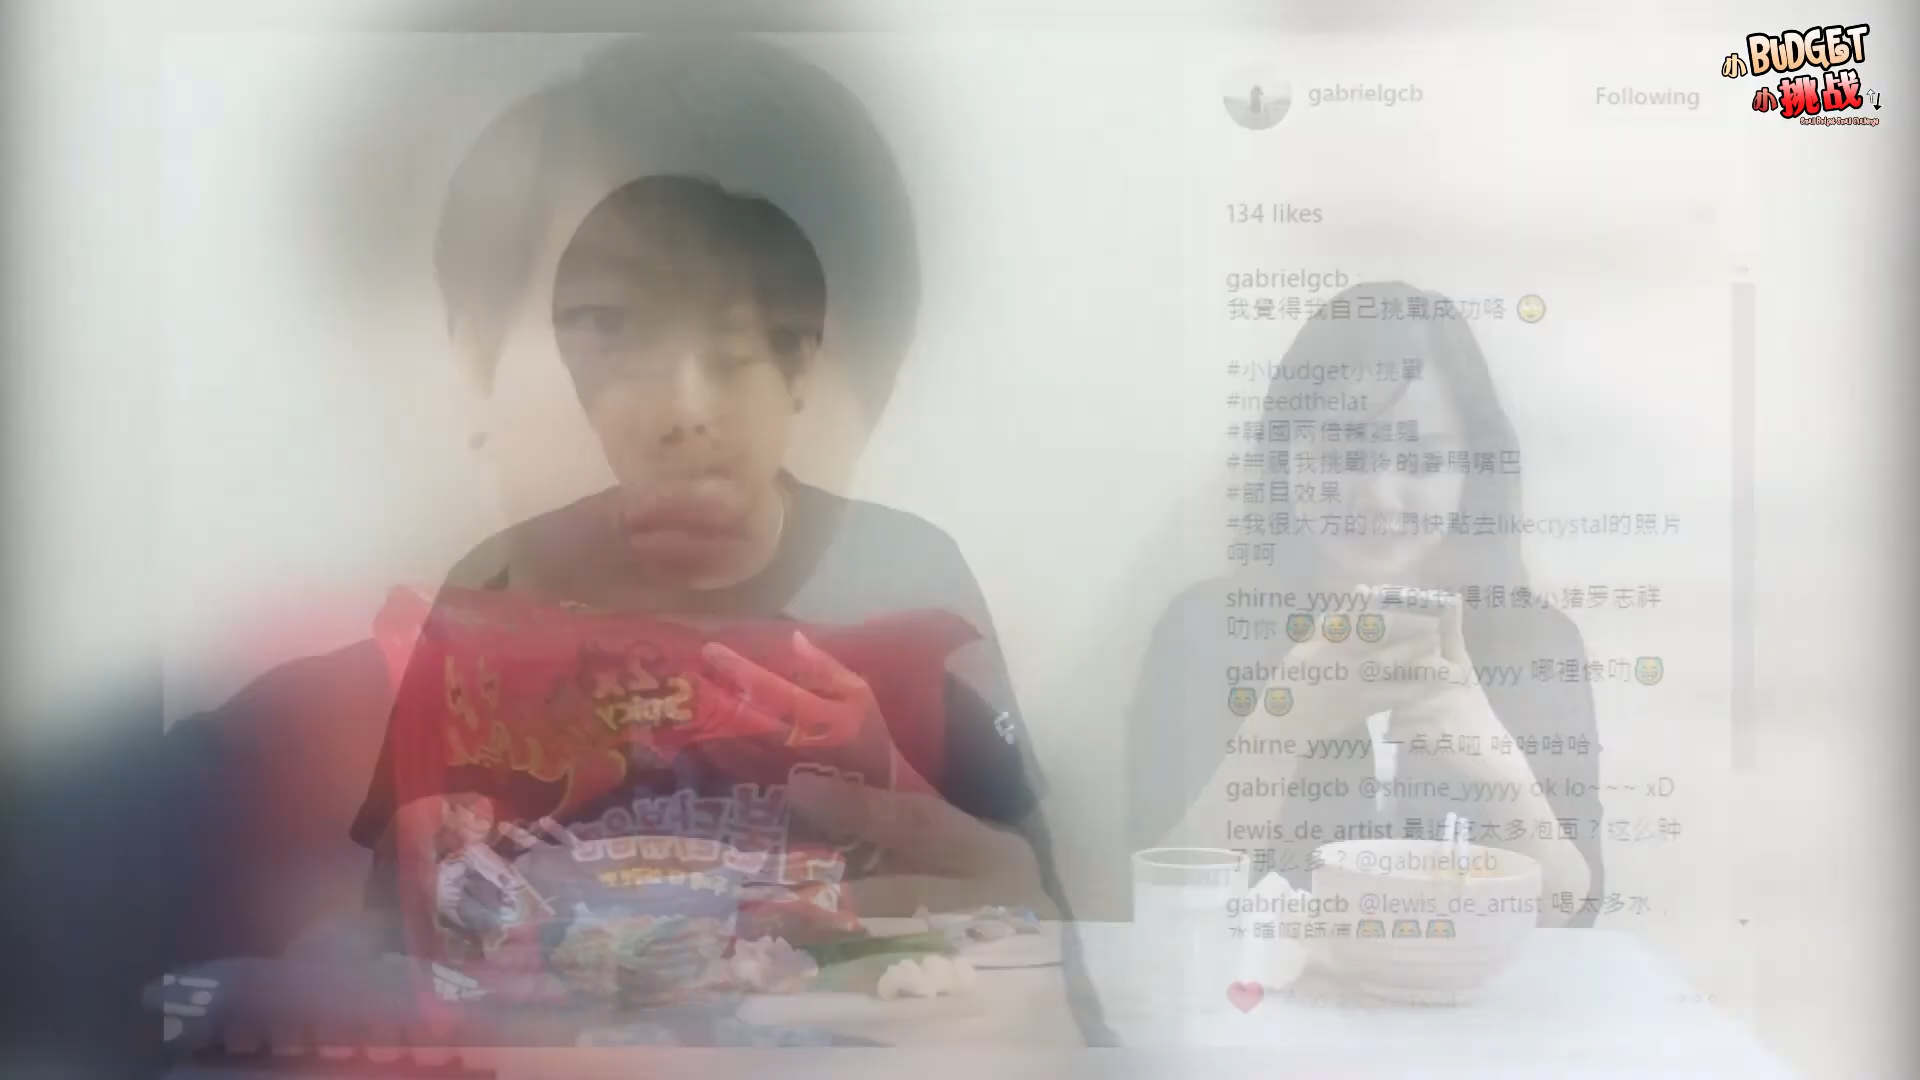 小BUDGET
小挑战
gabrielgcb
Following
134 likes
gabrielgcb :
我覺得我自己挑戰成功咯
#小budget小挑戰
#ineedthelat
#韓國兩倍辣雞麵
#無視我挑戰後的香腸嘴巴
#節目效果
#我很大方的你們快點去likecrystal的照片
呵呵
shirne_yyyyy 真的长得很像小猪罗志祥
叻你
gabrielgcb @shirne_yyyyy 哪裡像叻
shirne_yyyyy 一点点啦 哈哈哈哈
gabrielgcb @shirne_yyyyy ok lo~~~ xD
lewis_de_artist 最近吃太多泡面？这么肿
了那么多？@gabrielgcb
gabrielgcb @lewis_de_artist 喝太多水，
水腫啊師傅
2x
Spicy